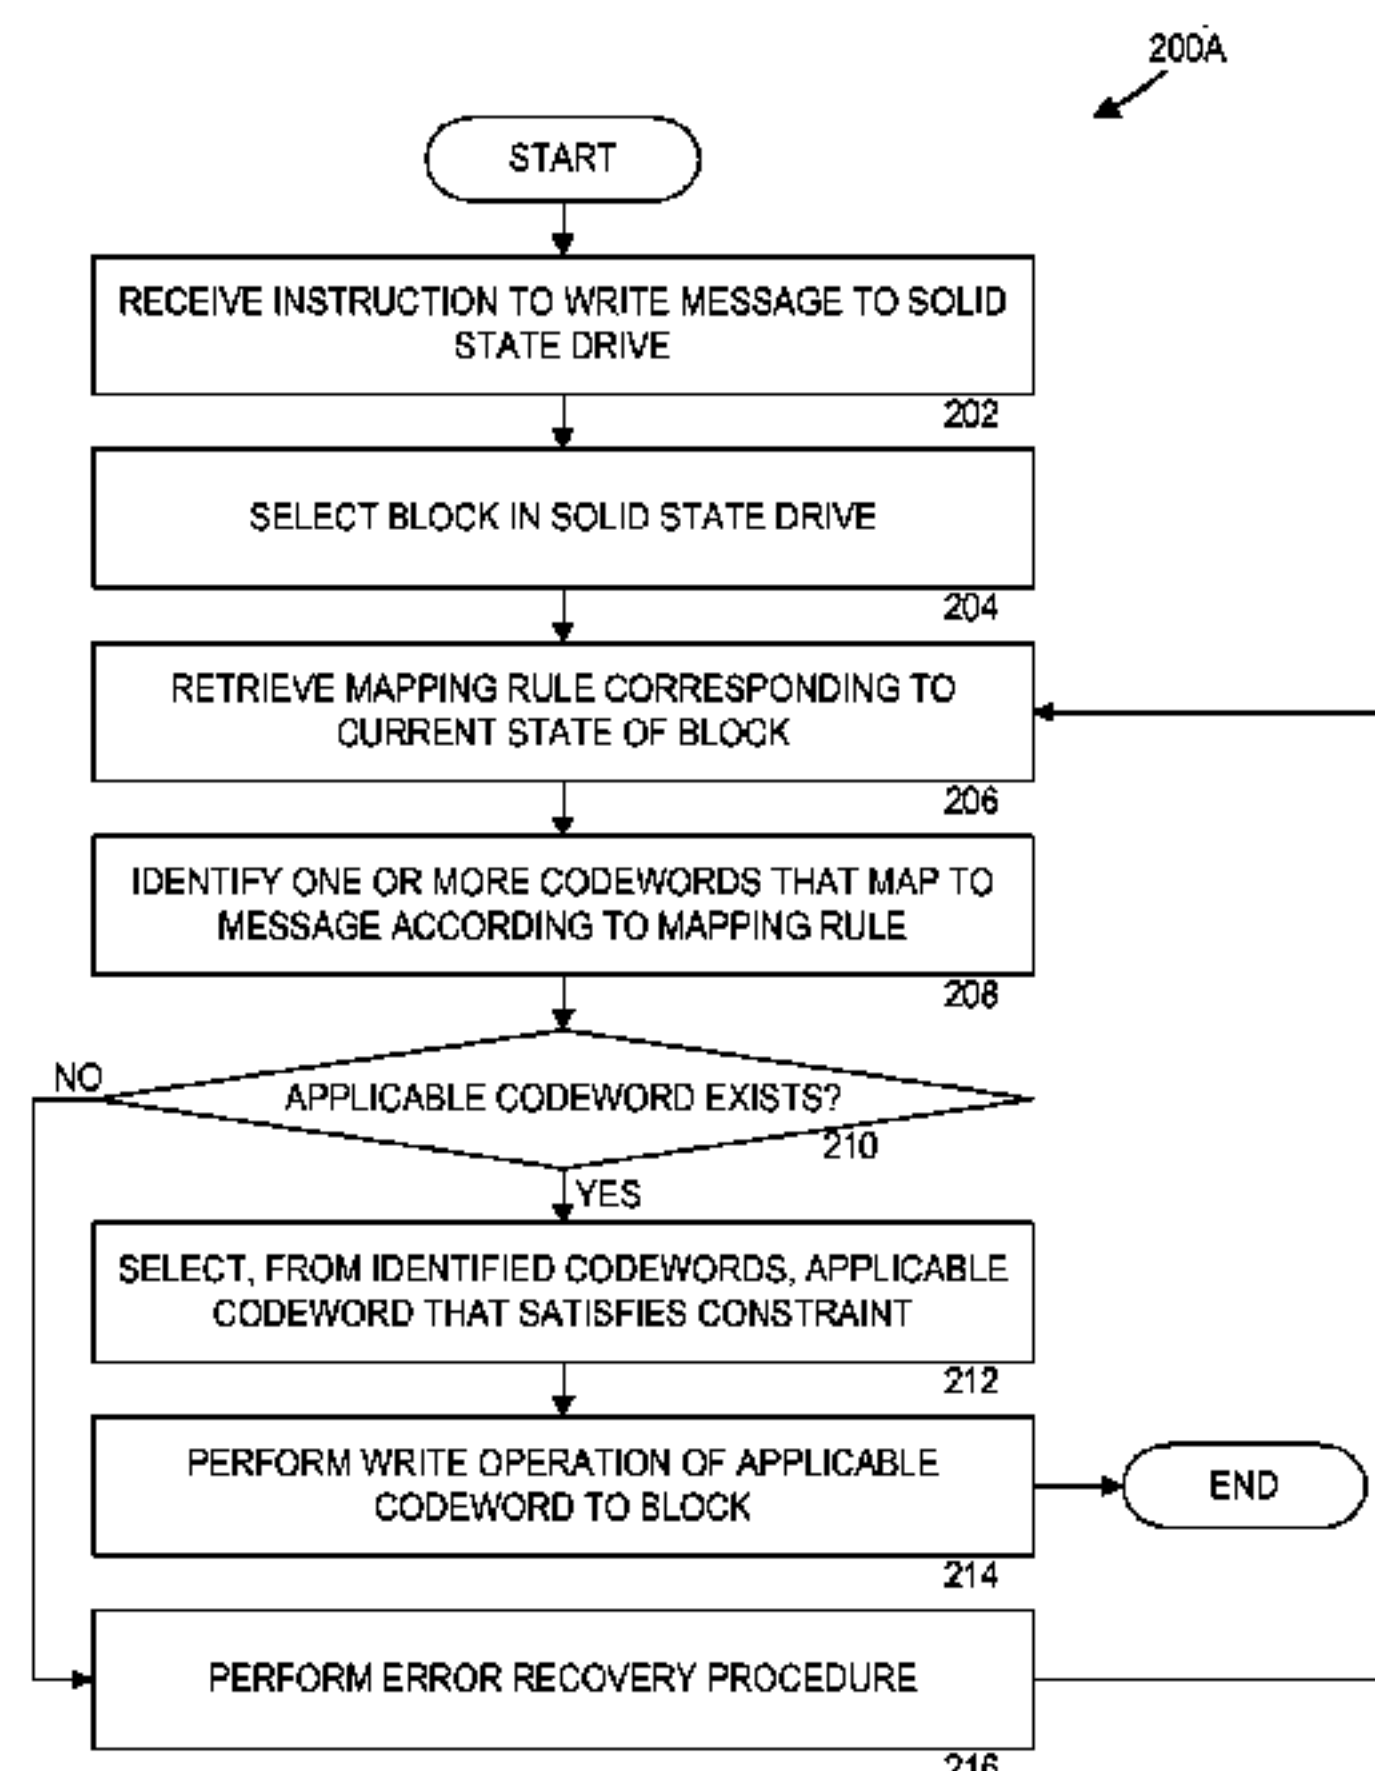 200A
START
RECEIVE INSTRUCTION TO WRITE MESSAGE TO SOLID
STATE DRIVE
202
SELECT BLOCK IN SOLID STATE DRIVE
204
RETRIEVE MAPPING RULE CORRESPONDING TO
CURRENT STATE OF BLOCK
206
IDENTIFY ONE OR MORE CODEWORDS THAT MAP TO
MESSAGE ACCORDING TO MAPPING RULE
208
NO
APPLICABLE CODEWORD EXISTS?
210
YES
SELECT, FROM IDENTIFIED CODEWORDS, APPLICABLE
CODEWORD THAT SATISFIES CONSTRAINT
212
PERFORM WRITE OPERATION OF APPLICABLE
CODEWORD TO BLOCK
END
214
PERFORM ERROR RECOVERY PROCEDURE
216